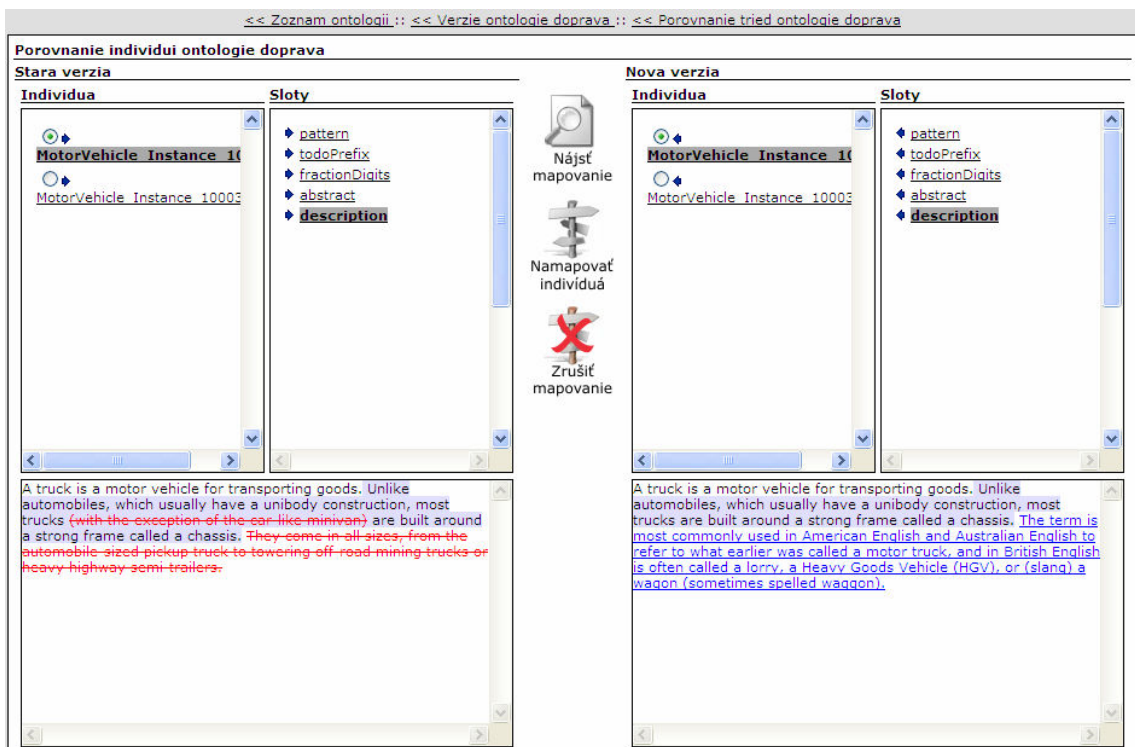 << Zoznam ontologii :: << Verzie ontologie doprava :: << Porovnanie tried ontologie doprava
Porovnanie individui ontologie doprava
Stara verzia
Individua
Sloty
MotorVehicle_Instance_10
MotorVehicle_Instance_10003
pattern
todoPrefix
fractionDigits
abstract
description
Nájsť
mapovanie
Namapovať
indivíduá
Zrušiť
mapovanie
Nova verzia
Individua
Sloty
MotorVehicle_Instance_10
MotorVehicle_Instance_10003
pattern
todoPrefix
fractionDigits
abstract
description
A truck is a motor vehicle for transporting goods. Unlike
automobiles, which usually have a unibody construction, most
trucks (with the exception of the car-like minivan) are built around
a strong frame called a chassis. They come in all sizes, from the
automobile-sized pickup truck to towering off-road mining trucks or
heavy highway semi-trailers.
A truck is a motor vehicle for transporting goods. Unlike
automobiles, which usually have a unibody construction, most
trucks are built around a strong frame called a chassis. The term is
most commonly used in American English and Australian English to
refer to what earlier was called a motor truck, and in British English
is often called a lorry, a Heavy Goods Vehicle (HGV), or (slang) a
wagon (sometimes spelled waggon).